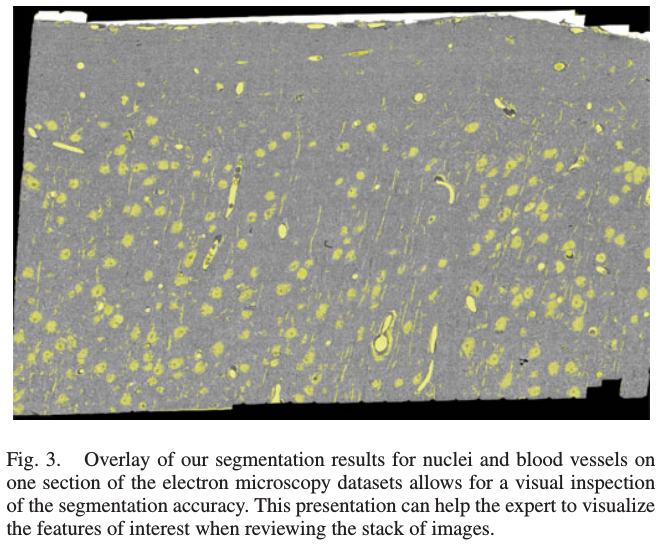 Fig. 3. Overlay of our segmentation results for nuclei and blood vessels on
one section of the electron microscopy datasets allows for a visual inspection
of the segmentation accuracy. This presentation can help the expert to visualize
the features of interest when reviewing the stack of images.